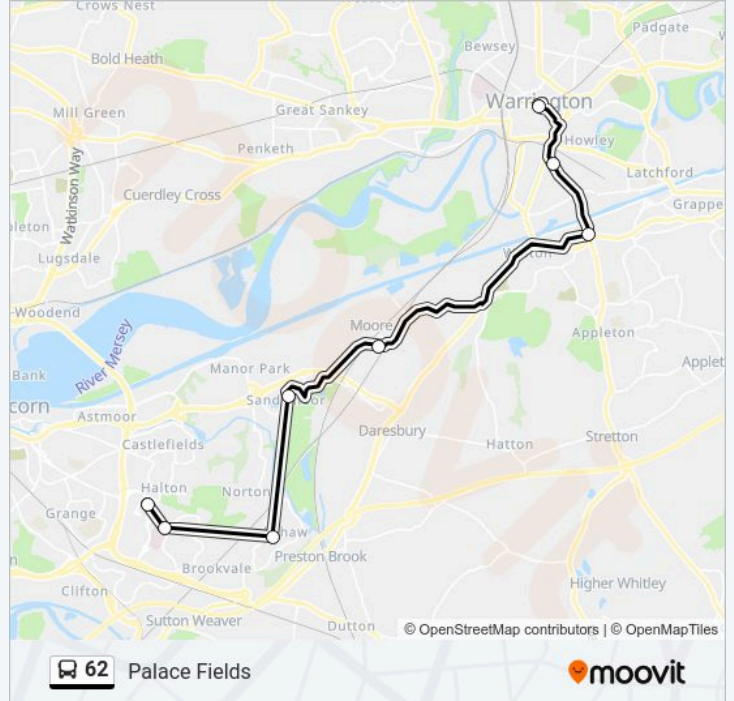 Crows Nest
Padgate
Bewsey
Bold Heath
Warrington
Mill Green
Great Sankey
Howley
Penketh
Latchford
Watkinson Way
Cuerdley Cross
Grappe
pleton
Lugsdale
Woodend
Moore
Appleton
River Mersey
Manor Park
Applet
Bank
corn
Astmoor
Daresbury
Stretton
Castlefields
Hatton
Halton
Norton
Grange
haw
Preston Brook
Brookvale
Higher Whitley
Clifton
Sutton Weaver
Dutton
© OpenStreetMap contributors | © OpenMapTiles
62 Palace Fields
moovit